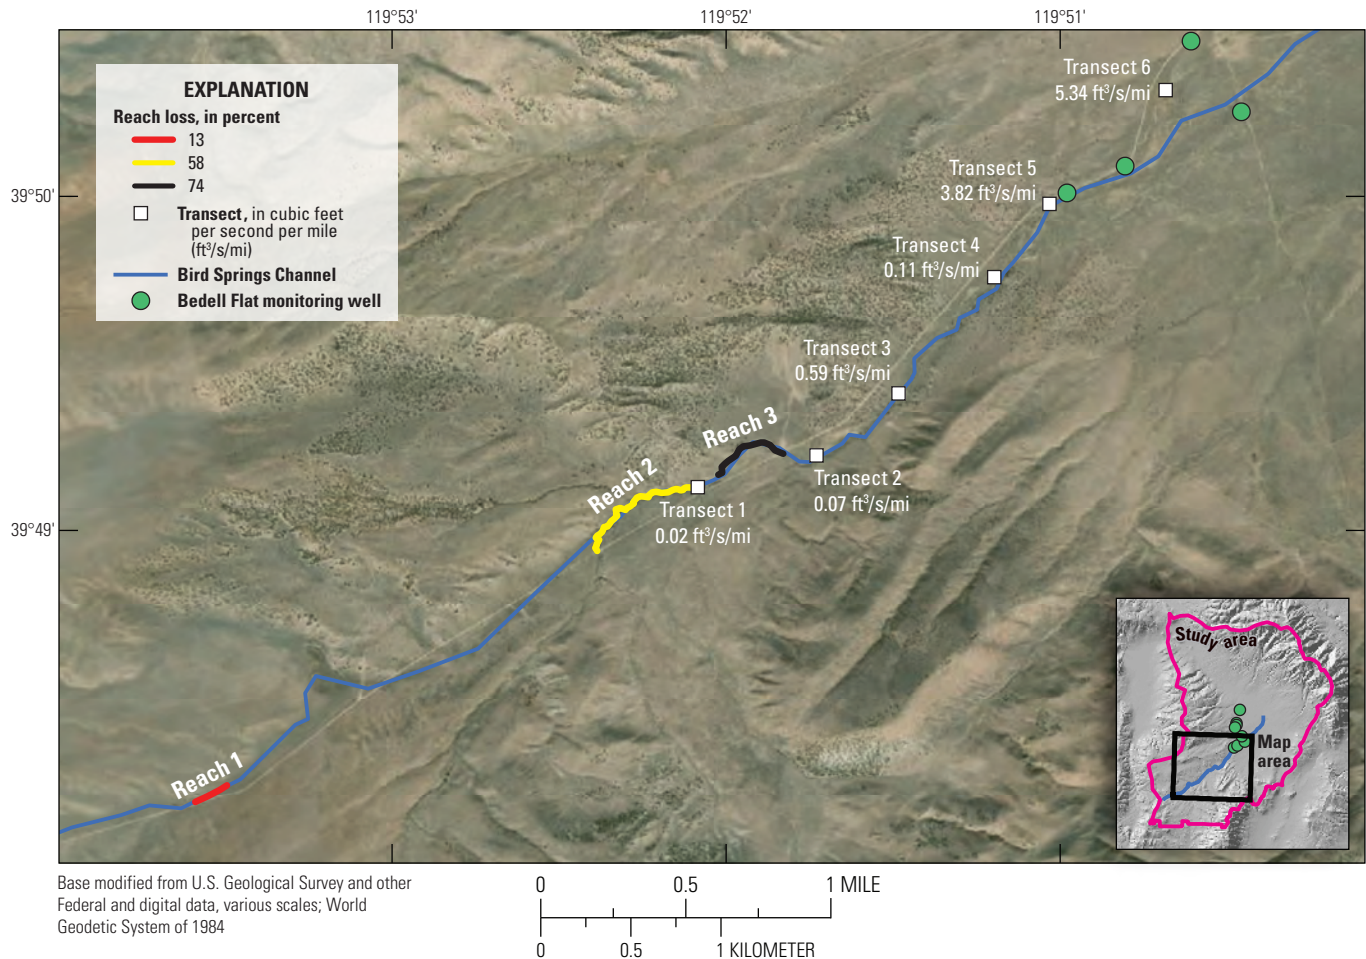 119°53'
119°52'
119°51'
EXPLANATION
Reach loss, in percent
13
58
74
Transect, in cubic feet
per second per mile
(ft³/s/mi)
Bird Springs Channel
Bedell Flat monitoring well
Transect 6
5.34 ft³/s/mi
39°50'
Transect 5
3.82 ft³/s/mi
Transect 4
0.11 ft³/s/mi
Transect 3
0.59 ft³/s/mi
Reach 3
Reach 2
Transect 2
0.07 ft³/s/mi
Transect 1
0.02 ft³/s/mi
39°49'
Reach 1
Study area
Map
area
Base modified from U.S. Geological Survey and other
Federal and digital data, various scales; World
Geodetic System of 1984
0 0.5 1 MILE
0 0.5 1 KILOMETER